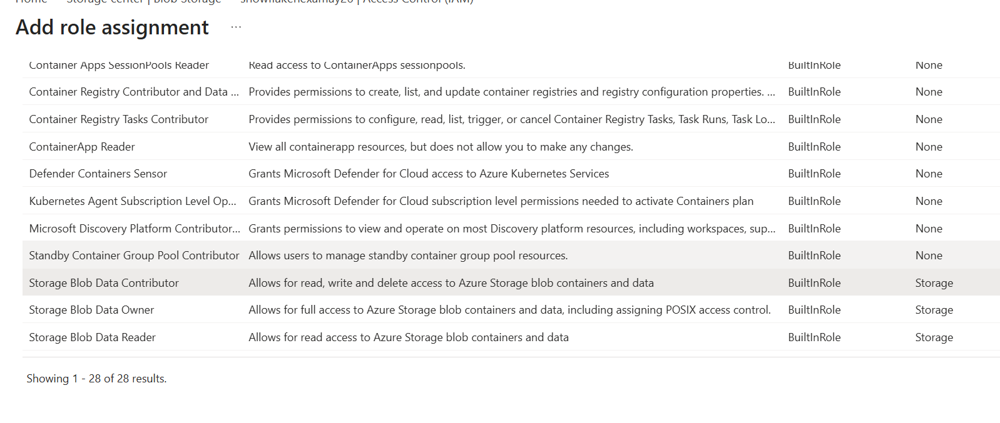 Home Storage center | Blob Storage snowflakenexamay26 | Access Control (IAM)
Add role assignment ...
Container Apps SessionPools Reader Read access to ContainerApps sessionpools. BuiltInRole None
Container Registry Contributor and Data ... Provides permissions to create, list, and update container registries and registry configuration properties. ... BuiltInRole None
Container Registry Tasks Contributor Provides permissions to configure, read, list, trigger, or cancel Container Registry Tasks, Task Runs, Task Lo... BuiltInRole None
ContainerApp Reader View all containerapp resources, but does not allow you to make any changes. BuiltInRole None
Defender Containers Sensor Grants Microsoft Defender for Cloud access to Azure Kubernetes Services BuiltInRole None
Kubernetes Agent Subscription Level Op... Grants Microsoft Defender for Cloud subscription level permissions needed to activate Containers plan BuiltInRole None
Microsoft Discovery Platform Contributor... Grants permissions to view and operate on most Discovery platform resources, including workspaces, sup... BuiltInRole None
Standby Container Group Pool Contributor Allows users to manage standby container group pool resources. BuiltInRole None
Storage Blob Data Contributor Allows for read, write and delete access to Azure Storage blob containers and data BuiltInRole Storage
Storage Blob Data Owner Allows for full access to Azure Storage blob containers and data, including assigning POSIX access control. BuiltInRole Storage
Storage Blob Data Reader Allows for read access to Azure Storage blob containers and data BuiltInRole Storage
Showing 1 - 28 of 28 results.